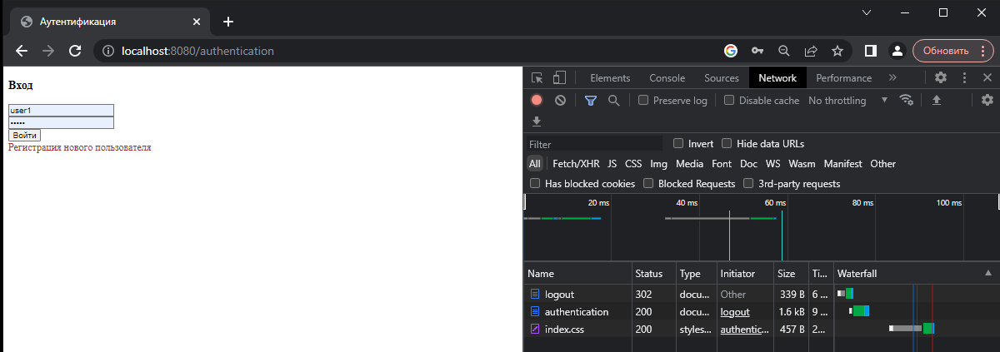 Аутентификация
localhost:8080/authentication
Обновить
Вход
user1
•••••
Войти
Регистрация нового пользователя
Elements Console Sources Network Performance »
Preserve log Disable cache No throttling
Filter Invert Hide data URLs
All Fetch/XHR JS CSS Img Media Font Doc WS Wasm Manifest Other
Has blocked cookies Blocked Requests 3rd-party requests
20 ms 40 ms 60 ms 80 ms 100 ms
Name Status Type Initiator Size Ti... Waterfall
logout 302 docu... Other 339 B 6 ...
authentication 200 docu... logout 1.6 kB 9 ...
index.css 200 styles... authentic... 457 B 2...